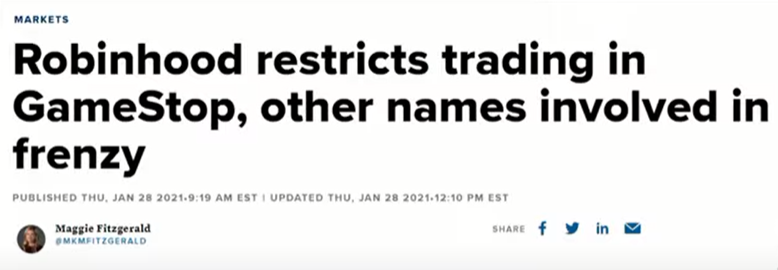 MARKETS
Robinhood restricts trading in
GameStop, other names involved in
frenzy
PUBLISHED THU, JAN 28 2021•9:19 AM EST | UPDATED THU, JAN 28 2021•12:10 PM EST
Maggie Fitzgerald
@MKMFITZGERALD
SHARE